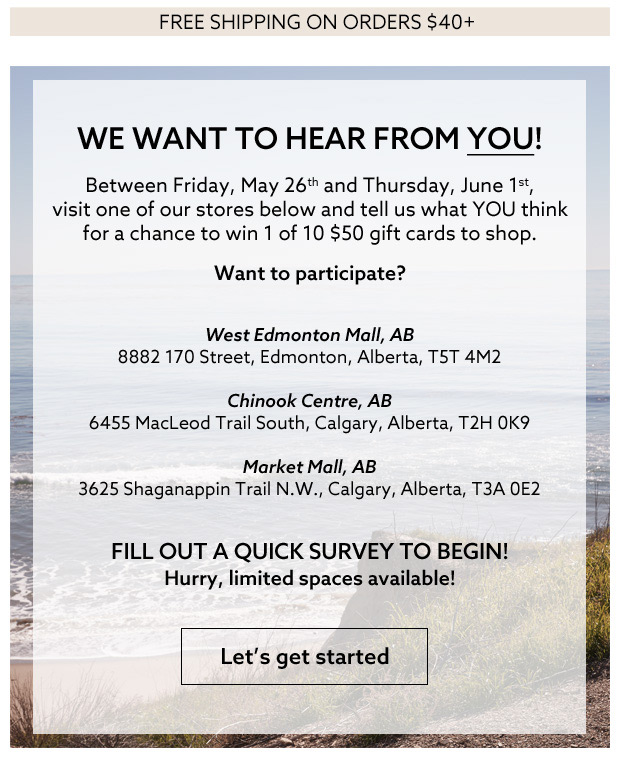 FREE SHIPPING ON ORDERS $40+
WE WANT TO HEAR FROM YOU!
Between Friday, May 26th and Thursday, June 1st,
visit one of our stores below and tell us what YOU think
for a chance to win 1 of 10 $50 gift cards to shop.
Want to participate?
West Edmonton Mall, AB
8882 170 Street, Edmonton, Alberta, T5T 4M2
Chinook Centre, AB
6455 MacLeod Trail South, Calgary, Alberta, T2H 0K9
Market Mall, AB
3625 Shaganappin Trail N.W., Calgary, Alberta, T3A 0E2
FILL OUT A QUICK SURVEY TO BEGIN!
Hurry, limited spaces available!
Let's get started